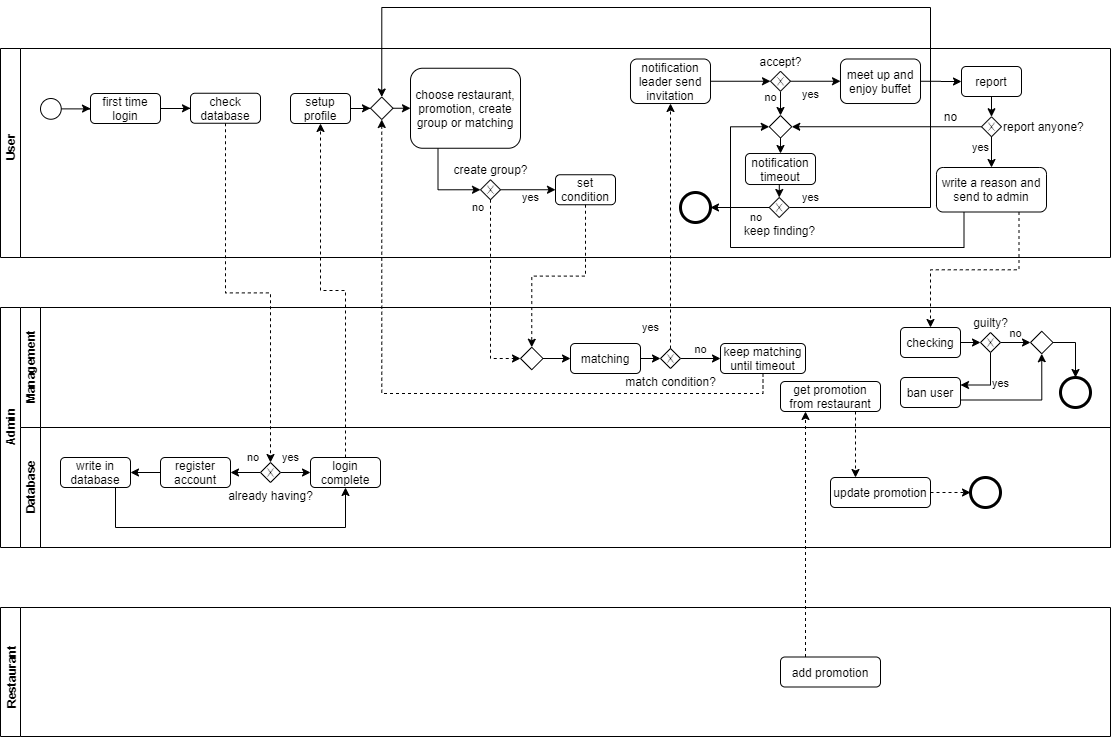 User
first time
login
check
database
setup
profile
choose restaurant,
promotion, create
group or matching
create group?
no
yes
set
condition
notification
leader send
invitation
accept?
no
yes
meet up and
enjoy buffet
report
no
report anyone?
yes
write a reason and
send to admin
notification
timeout
yes
no
keep finding?
Admin
Management
matching
yes
no
match condition?
keep matching
until timeout
get promotion
from restaurant
checking
guilty?
no
yes
ban user
Database
write in
database
register
account
no
yes
already having?
login
complete
update promotion
Restaurant
add promotion